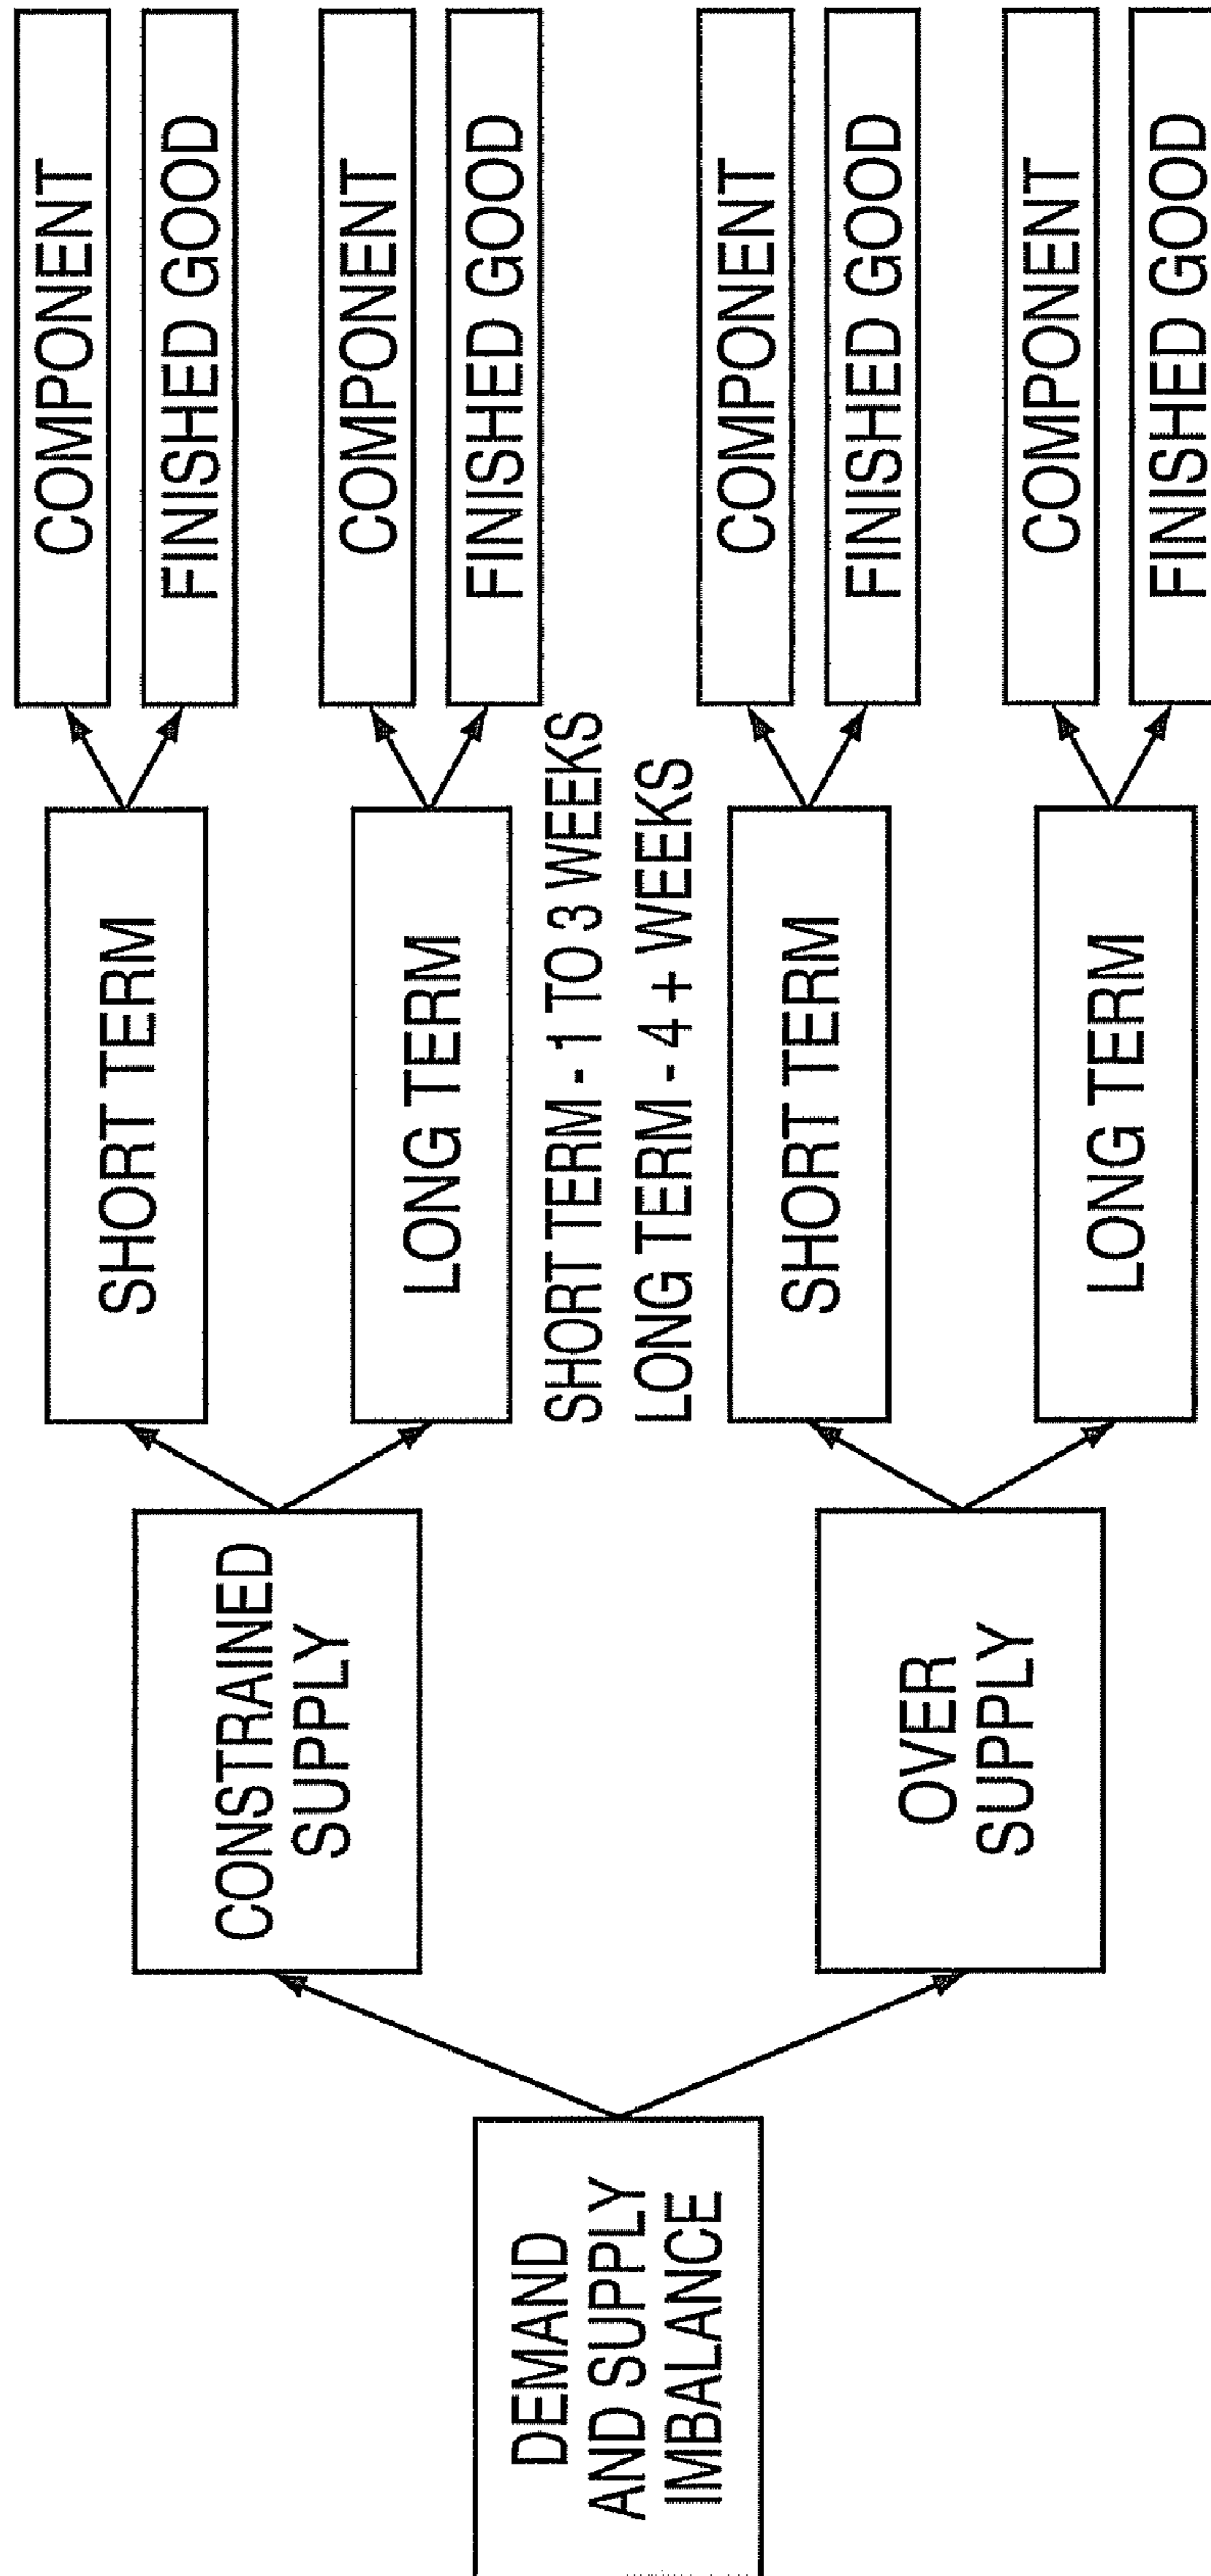 DEMAND
AND SUPPLY
IMBALANCE
CONSTRAINED
SUPPLY
SHORT TERM
COMPONENT
FINISHED GOOD
LONG TERM
COMPONENT
FINISHED GOOD
SHORT TERM - 1 TO 3 WEEKS
LONG TERM - 4 + WEEKS
OVER
SUPPLY
SHORT TERM
COMPONENT
FINISHED GOOD
LONG TERM
COMPONENT
FINISHED GOOD